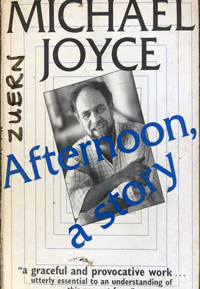 MICHAEL
JOYCE
ZUERN
Afternoon,
a story
"a graceful and provocative work ...
utterly essential to an understanding of